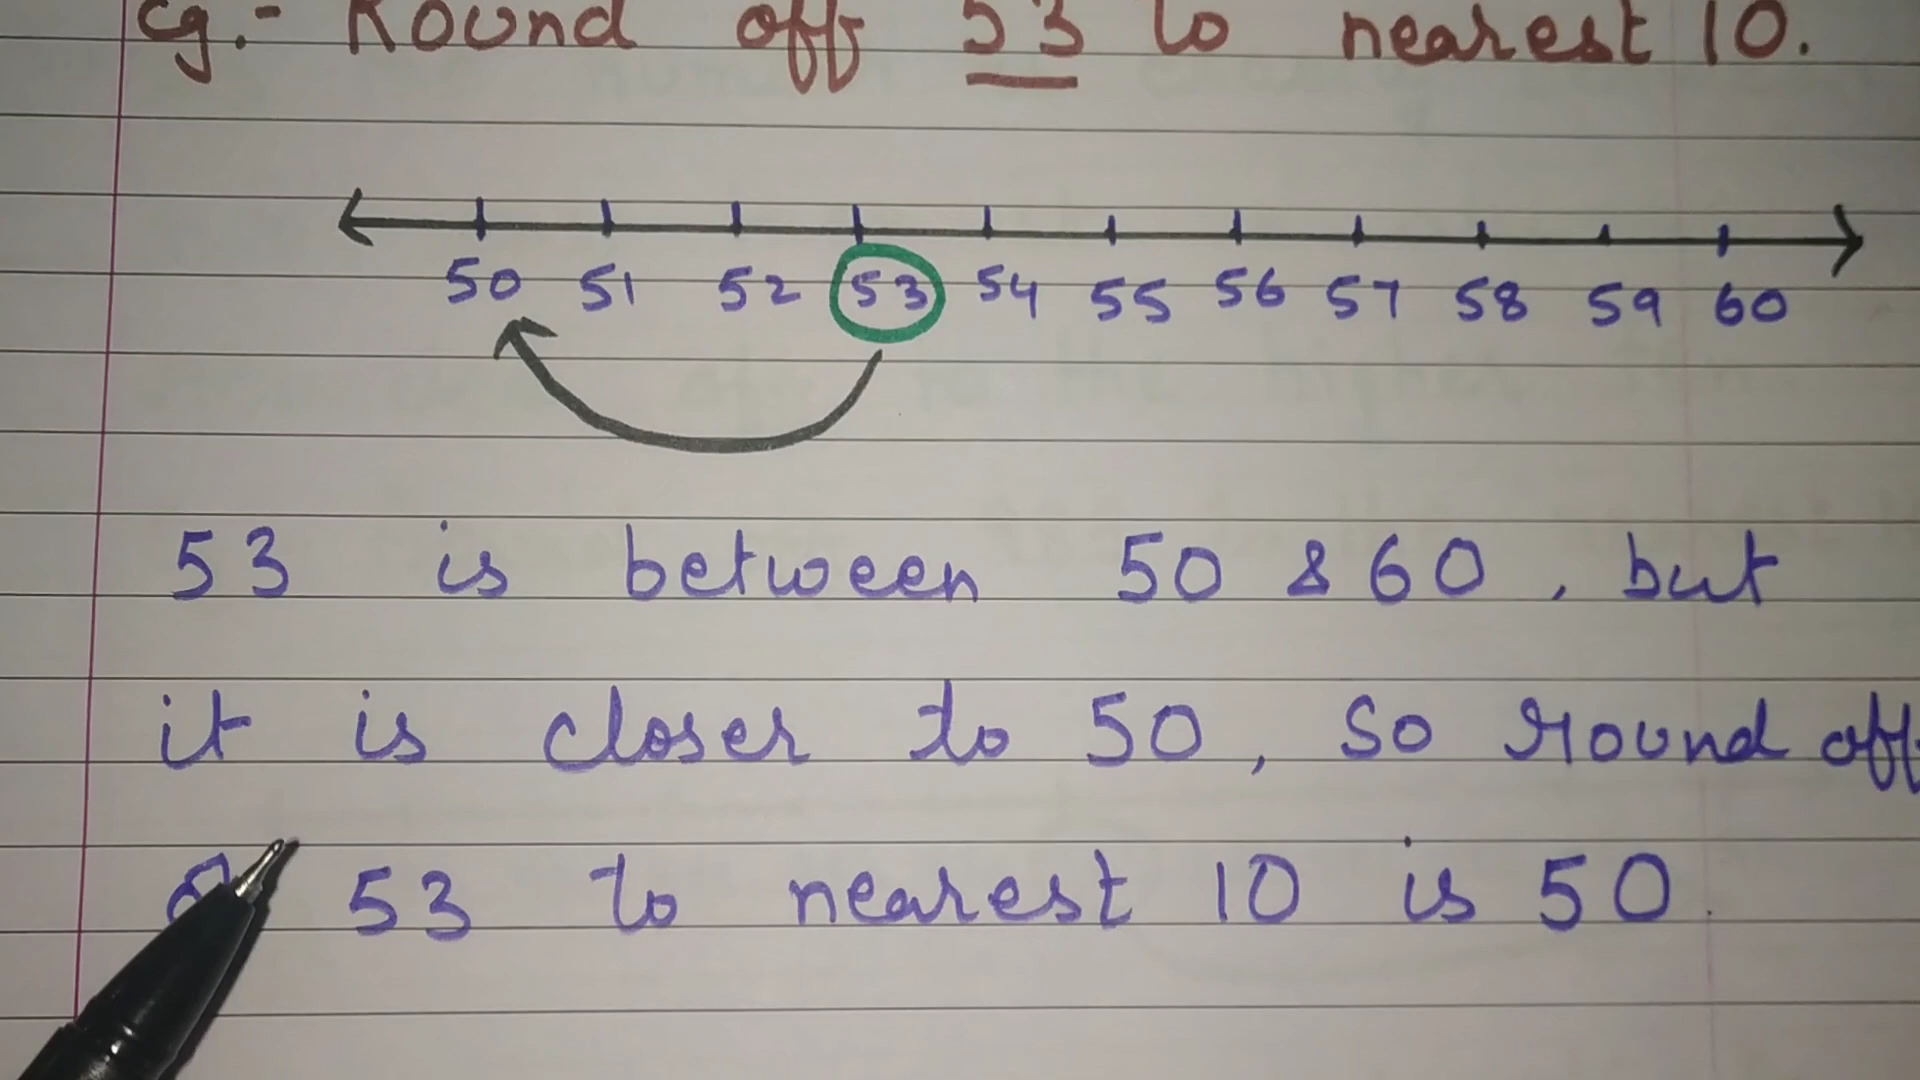 eg:- Round off 53 to nearest 10.
50 51 52 53 54 55 56 57 58 59 60
53 is between 50 & 60, but
it is closer to 50, so round off
53 to nearest 10 is 50.